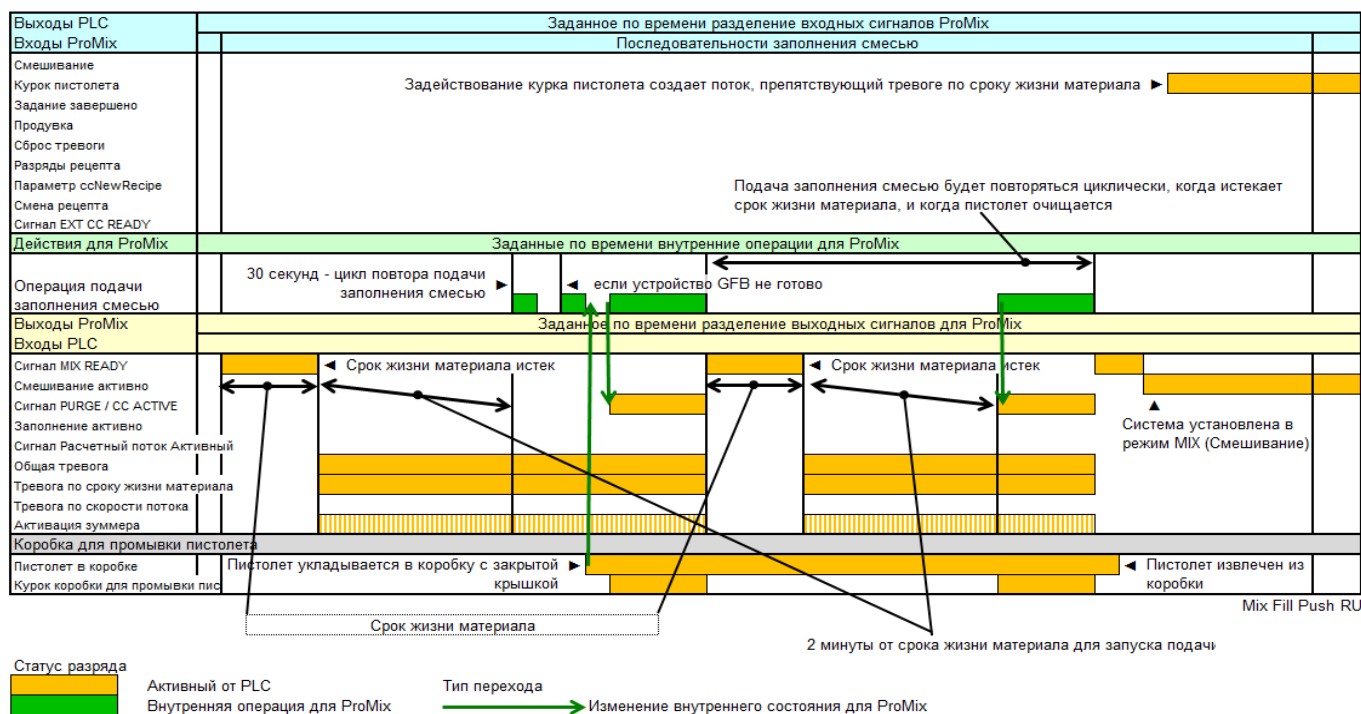 Выходы PLC
Заданное по времени разделение входных сигналов ProMix
Входы ProMix
Последовательности заполнения смесью
Смешивание
Курок пистолета
Задействование курка пистолета создает поток, препятствующий тревоге по сроку жизни материала
Задание завершено
Продувка
Сброс тревоги
Разряды рецепта
Параметр ccNewRecipe
Смена рецепта
Сигнал EXT CC READY
Подача заполнения смесью будет повторяться циклически, когда истекает
срок жизни материала, и когда пистолет очищается
Действия для ProMix
Заданные по времени внутренние операции для ProMix
Операция подачи
заполнения смесью
30 секунд - цикл повтора подачи
заполнения смесью
если устройство GFB не готово
Выходы ProMix
Заданное по времени разделение выходных сигналов для ProMix
Входы PLC
Сигнал MIX READY
Срок жизни материала истек
Срок жизни материала истек
Смешивание активно
Сигнал PURGE / CC ACTIVE
Заполнение активно
Система установлена в
режим MIX (Смешивание)
Сигнал Расчетный поток Активный
Общая тревога
Тревога по сроку жизни материала
Тревога по скорости потока
Активация зуммера
Коробка для промывки пистолета
Пистолет в коробке
Пистолет укладывается в коробку с закрытой
крышкой
Пистолет извлечен из
коробки
Курок коробки для промывки пис
Mix Fill Push RU
Срок жизни материала
2 минуты от срока жизни материала для запуска подачи
Статус разряда
Активный от PLC
Тип перехода
Внутренняя операция для ProMix
Изменение внутреннего состояния для ProMix